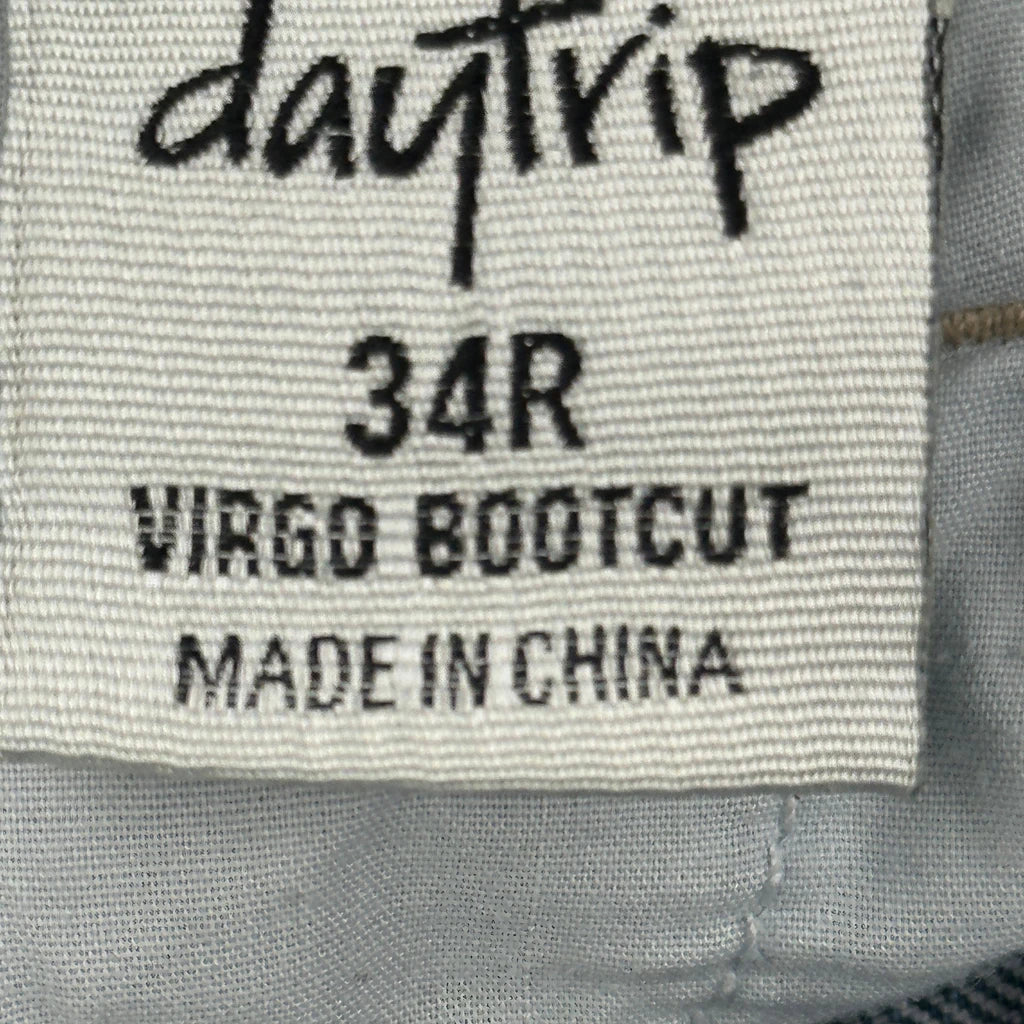 daytrip
34R
VIRGO BOOTCUT
MADE IN CHINA